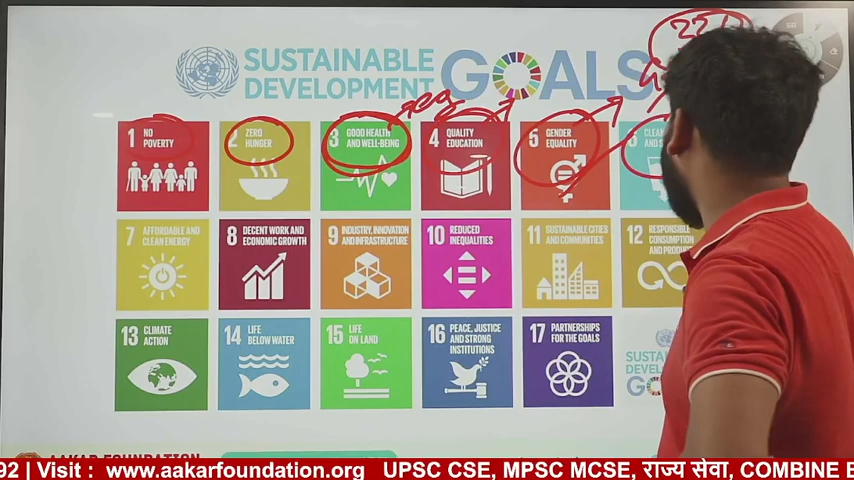 SUSTAINABLE
DEVELOPMENT
GOALS
1 NO
POVERTY
2 ZERO
HUNGER
3 GOOD HEALTH
AND WELL-BEING
4 QUALITY
EDUCATION
5 GENDER
EQUALITY
6
7 AFFORDABLE AND
CLEAN ENERGY
8 DECENT WORK AND
ECONOMIC GROWTH
9 INDUSTRY, INNOVATION
AND INFRASTRUCTURE
10 REDUCED
INEQUALITIES
11 SUSTAINABLE CITIES
AND COMMUNITIES
12 RESPONSIBLE
CONSUMPTION
13 CLIMATE
ACTION
14 LIFE
BELOW WATER
15 LIFE
ON LAND
16 PEACE, JUSTICE
AND STRONG
INSTITUTIONS
17 PARTNERSHIPS
FOR THE GOALS
AAKAR FOUNDATION
92 | Visit : www.aakarfoundation.org UPSC CSE, MPSC MCSE, राज्य सेवा, COMBINE